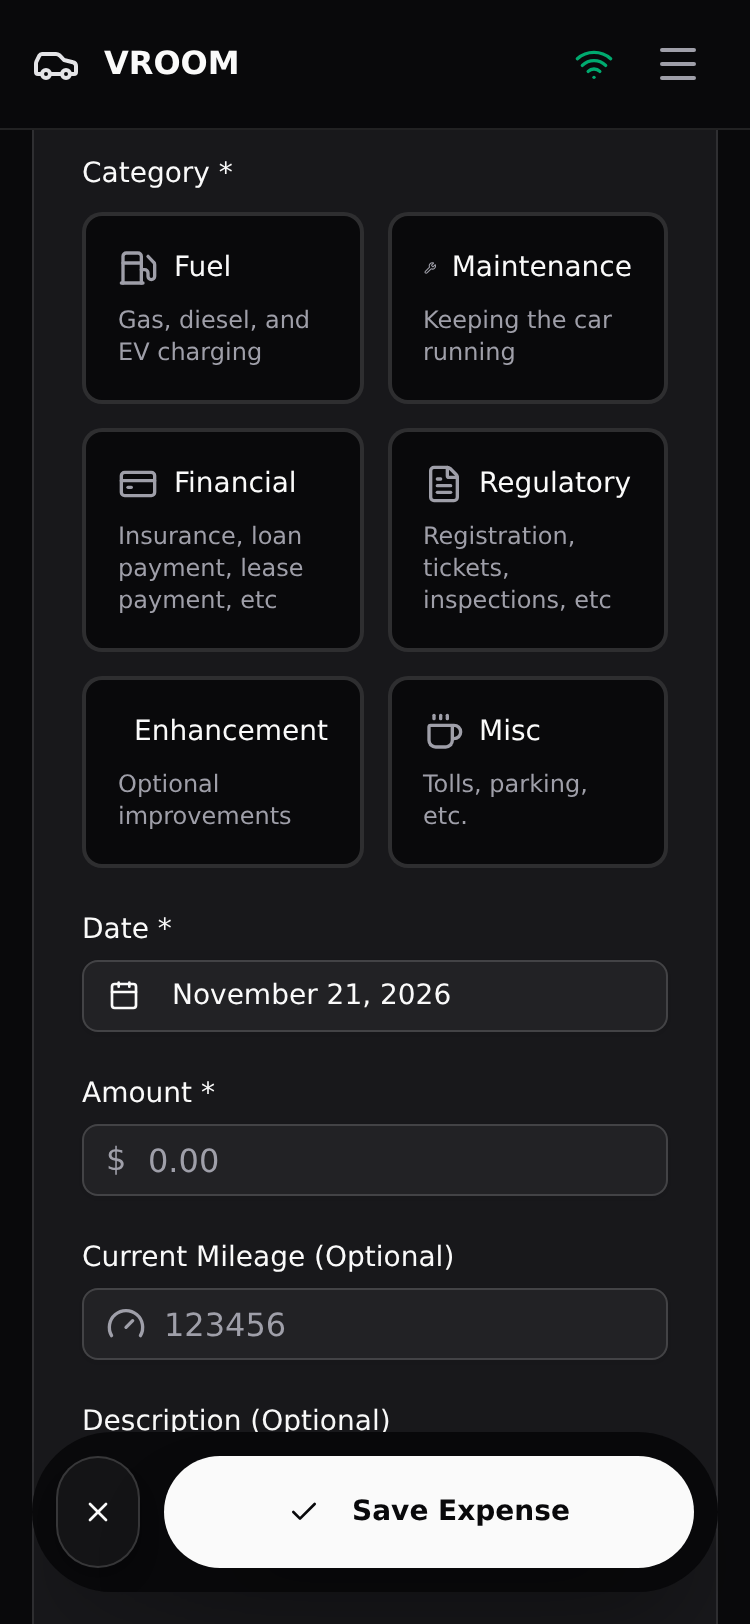 VROOM
Category *
Fuel
Gas, diesel, and
EV charging
Maintenance
Keeping the car
running
Financial
Insurance, loan
payment, lease
payment, etc
Regulatory
Registration,
tickets,
inspections, etc
Enhancement
Optional
improvements
Misc
Tolls, parking,
etc.
Date *
November 21, 2026
Amount *
$ 0.00
Current Mileage (Optional)
123456
Description (Optional)
Save Expense